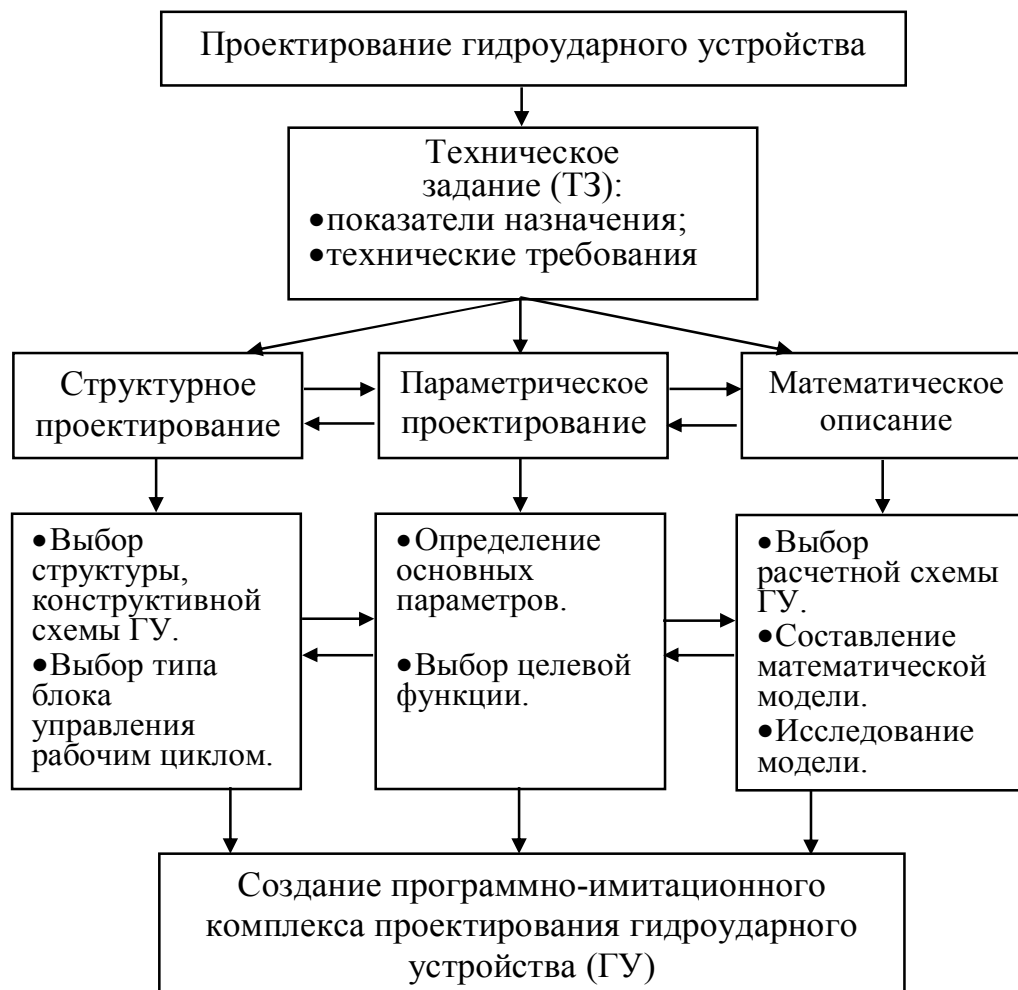 Проектирование гидроударного устройства
Техническое
задание (ТЗ):
•показатели назначения;
•технические требования
Структурное
проектирование
Параметрическое
проектирование
Математическое
описание
•Выбор
структуры,
конструктивной
схемы ГУ.
•Выбор типа
блока
управления
рабочим циклом.
•Определение
основных
параметров.
•Выбор целевой
функции.
•Выбор
расчетной схемы
ГУ.
•Составление
математической
модели.
•Исследование
модели.
Создание программно-имитационного
комплекса проектирования гидроударного
устройства (ГУ)